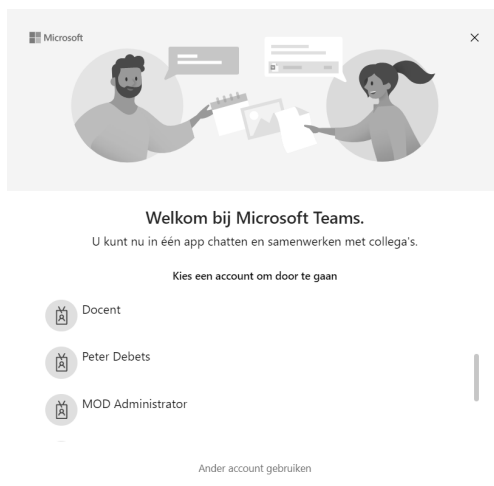 Microsoft
Welkom bij Microsoft Teams.
U kunt nu in één app chatten en samenwerken met collega's.
Kies een account om door te gaan
Docent
Peter Debets
MOD Administrator
Ander account gebruiken